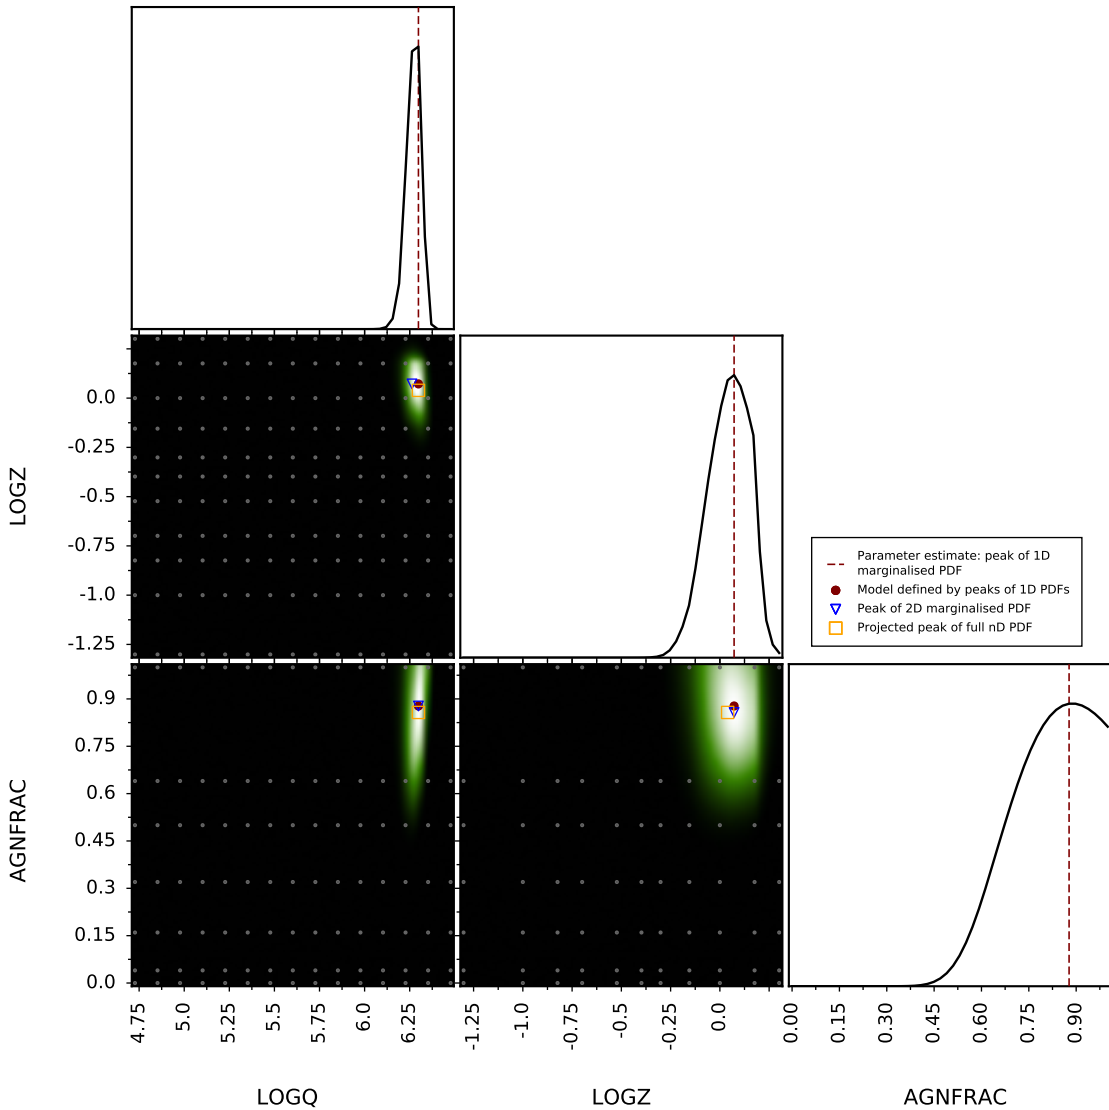 0.0
-0.25
-0.5
-0.75
-1.0
-1.25
LOGZ
Parameter estimate: peak of 1D
marginalised PDF
Model defined by peaks of 1D PDFs
Peak of 2D marginalised PDF
Projected peak of full nD PDF
0.9
0.75
0.6
0.45
0.3
0.15
0.0
AGNFRAC
4.75 5.0 5.25 5.5 5.75 6.0 6.25
-1.25 -1.0 -0.75 -0.5 -0.25 0.0
0.00 0.15 0.30 0.45 0.60 0.75 0.90
LOGQ
LOGZ
AGNFRAC